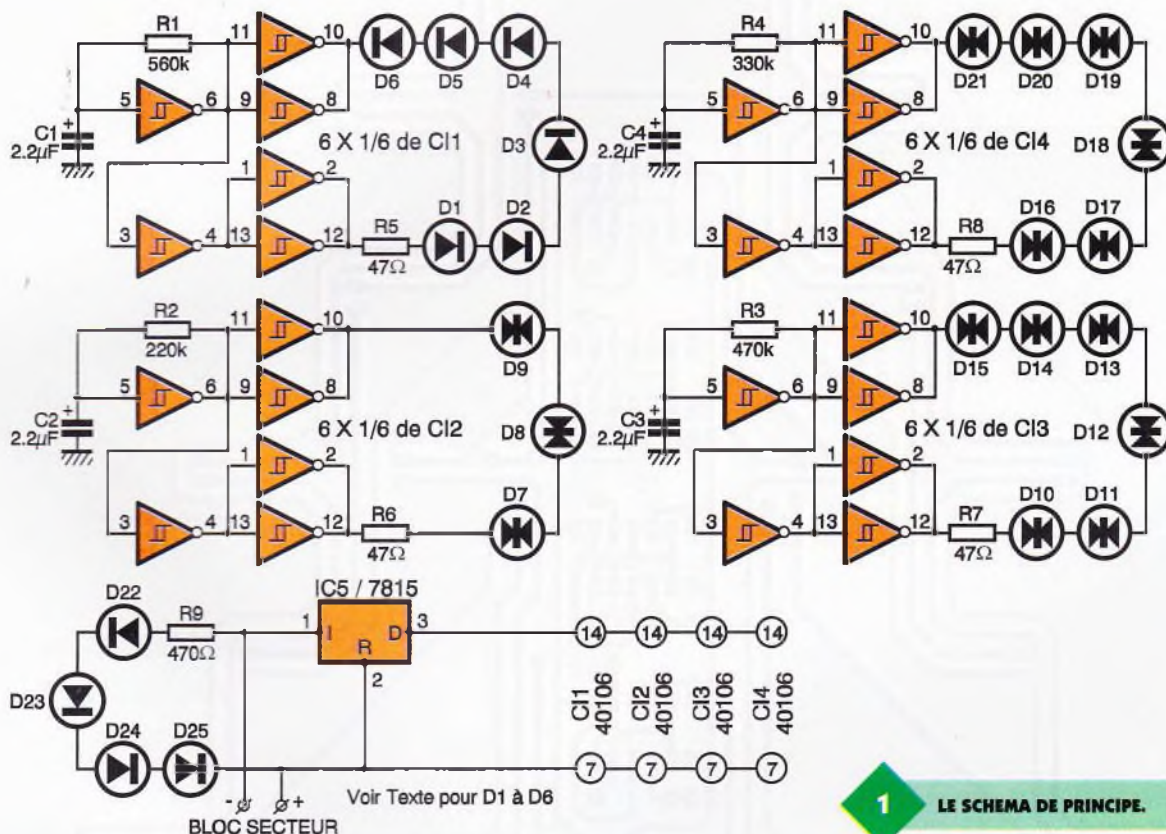 R1
560k
11
10
D6
D5
D4
5
6
9
8
C1
+
2.2µF
6 X 1/6 de CI1
D3
1
2
R5
D1
D2
3
4
13
12
47Ω
R4
330k
11
10
D21
D20
D19
5
6
9
8
C4
+
2.2µF
6 X 1/6 de CI4
D18
1
2
R8
D16
D17
3
4
13
12
47Ω
R2
220k
11
10
D9
5
6
9
8
C2
+
2.2µF
6 X 1/6 de CI2
D8
1
2
R6
D7
3
4
13
12
47Ω
R3
470k
11
10
D15
D14
D13
5
6
9
8
C3
+
2.2µF
6 X 1/6 de CI3
D12
1
2
R7
D10
D11
3
4
13
12
47Ω
IC5 / 7815
D22
R9
470Ω
1
I
D
3
R
2
D23
D24
D25
14
14
14
14
CI1
40106
CI2
40106
CI3
40106
CI4
40106
7
7
7
7
- +
BLOC SECTEUR
Voir Texte pour D1 à D6
1
LE SCHEMA DE PRINCIPE.